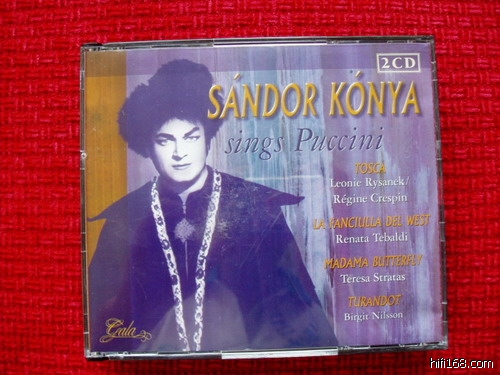 2CD
SÁNDOR KÓNYA
sings Puccini
TOSCA
Leonie Rysanek/
Régine Crespin
LA FANCIULLA DEL WEST
Renata Tebaldi
MADAMA BUTTERFLY
Teresa Stratas
TURANDOT
Birgit Nilsson
Gala
hifi168.com